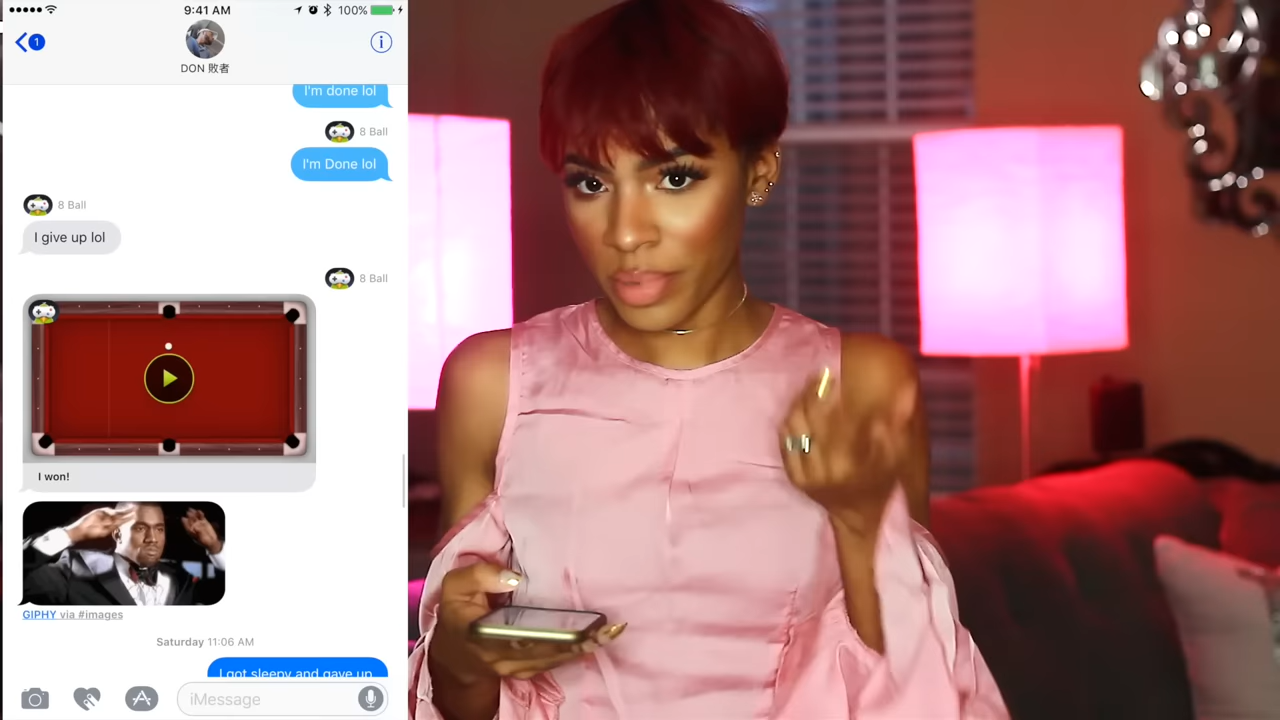 9:41 AM
100%
1
DON 敗者
I'm done lol
8 Ball
I'm Done lol
8 Ball
I give up lol
8 Ball
I won!
GIPHY via #images
Saturday 11:06 AM
I got sleepy and gave up
iMessage